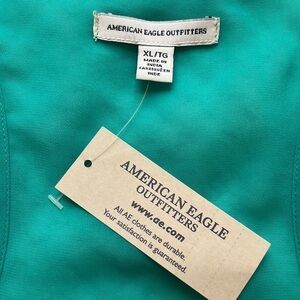 AMERICAN EAGLE OUTFITTERS
XL/TG
MADE IN
INDIA
FABRIQUÉ EN
INDE
AMERICAN EAGLE
OUTFITTERS
www.ae.com
All AE clothes are durable.
Your satisfaction is guaranteed.